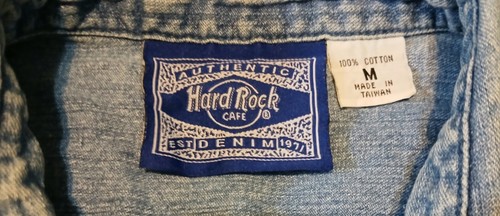 AUTHENTIC
Hard Rock
CAFE ®
EST DENIM 1971
100% COTTON
M
MADE IN
TAIWAN